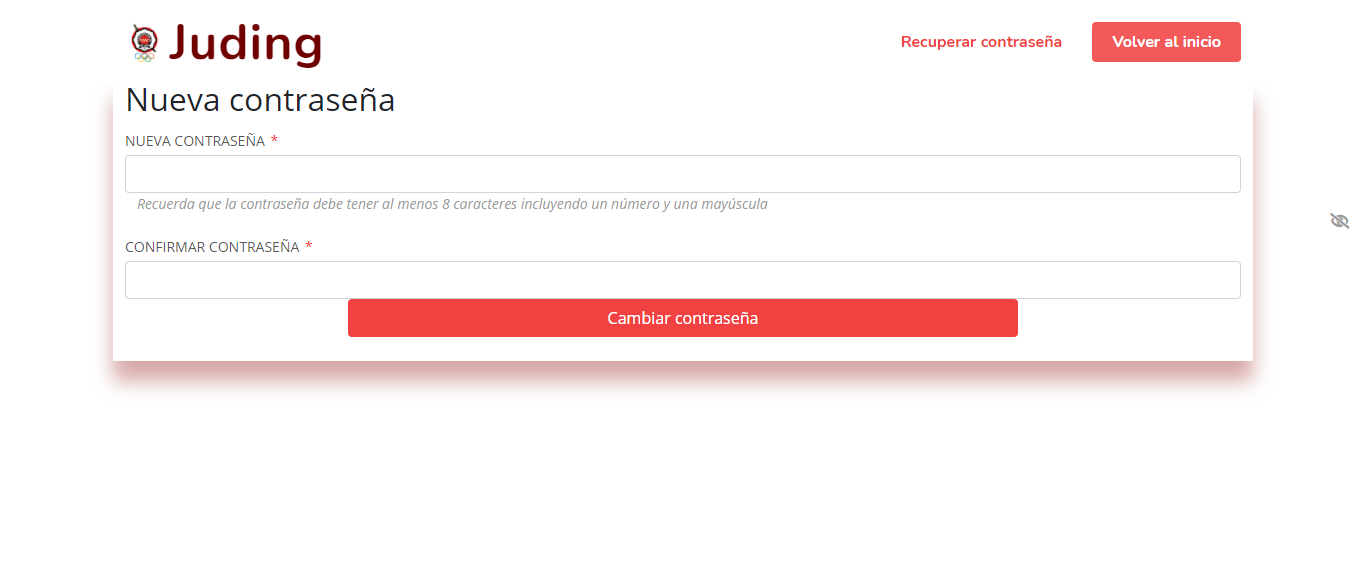 Juding
Recuperar contraseña
Volver al inicio
Nueva contraseña
NUEVA CONTRASEÑA *
Recuerda que la contraseña debe tener al menos 8 caracteres incluyendo un número y una mayúscula
CONFIRMAR CONTRASEÑA *
Cambiar contraseña